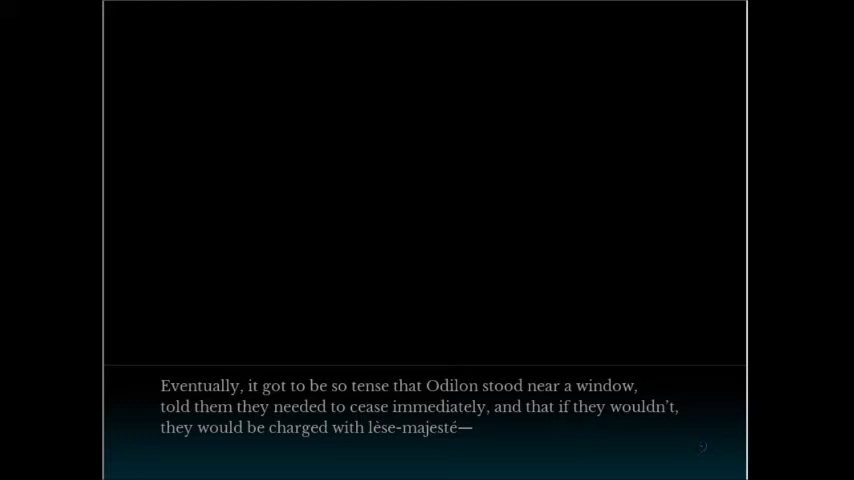 Eventually, it got to be so tense that Odilon stood near a window,
told them they needed to cease immediately, and that if they wouldn't,
they would be charged with lèse-majesté—